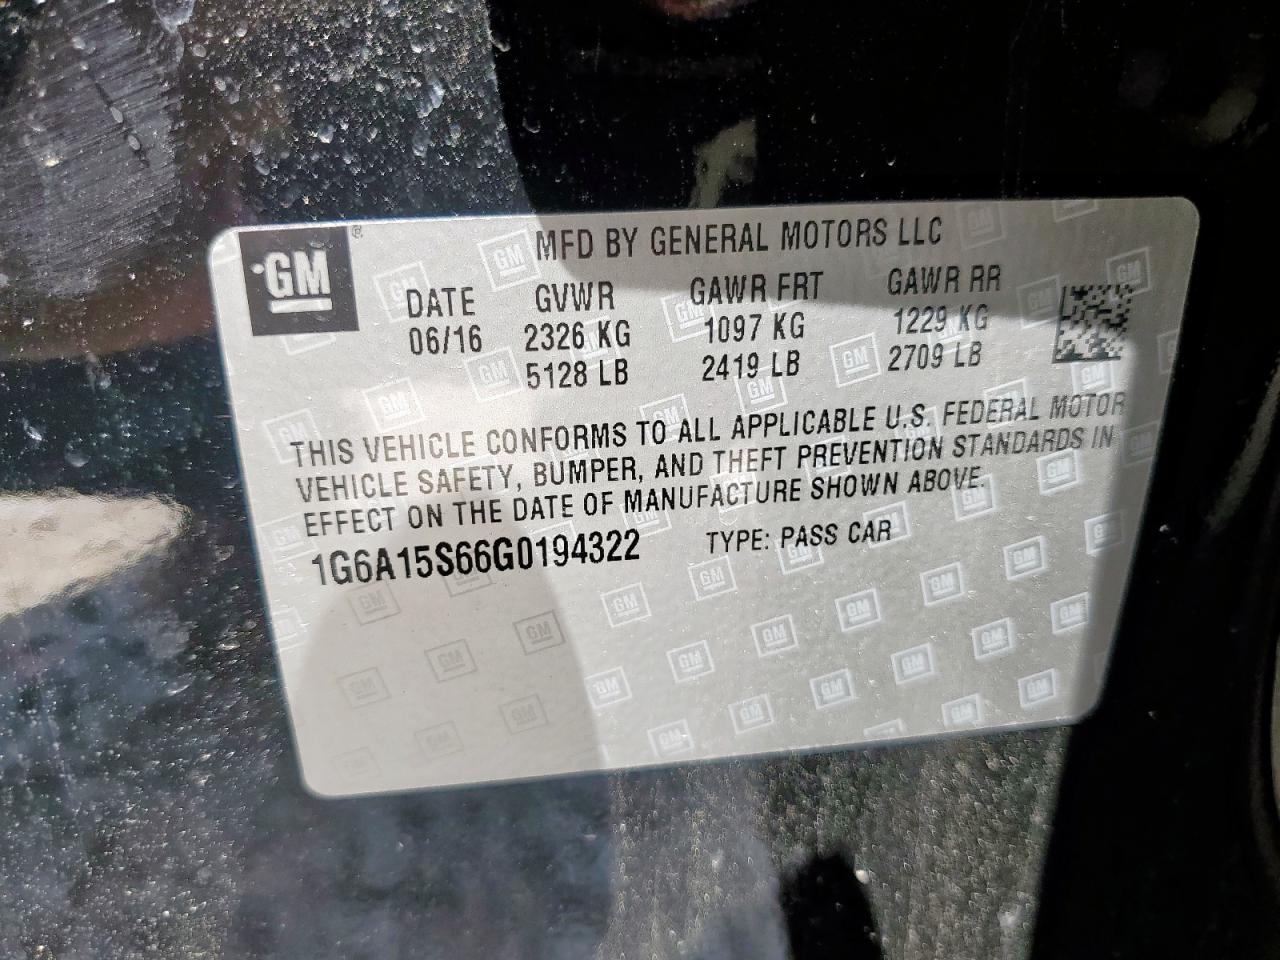 GM ®
MFD BY GENERAL MOTORS LLC
DATE GVWR GAWR FRT GAWR RR
06/16 2326 KG 1097 KG 1229 KG
5128 LB 2419 LB 2709 LB
THIS VEHICLE CONFORMS TO ALL APPLICABLE U.S. FEDERAL MOTOR
VEHICLE SAFETY, BUMPER, AND THEFT PREVENTION STANDARDS IN
EFFECT ON THE DATE OF MANUFACTURE SHOWN ABOVE.
1G6A15S66G0194322 TYPE: PASS CAR